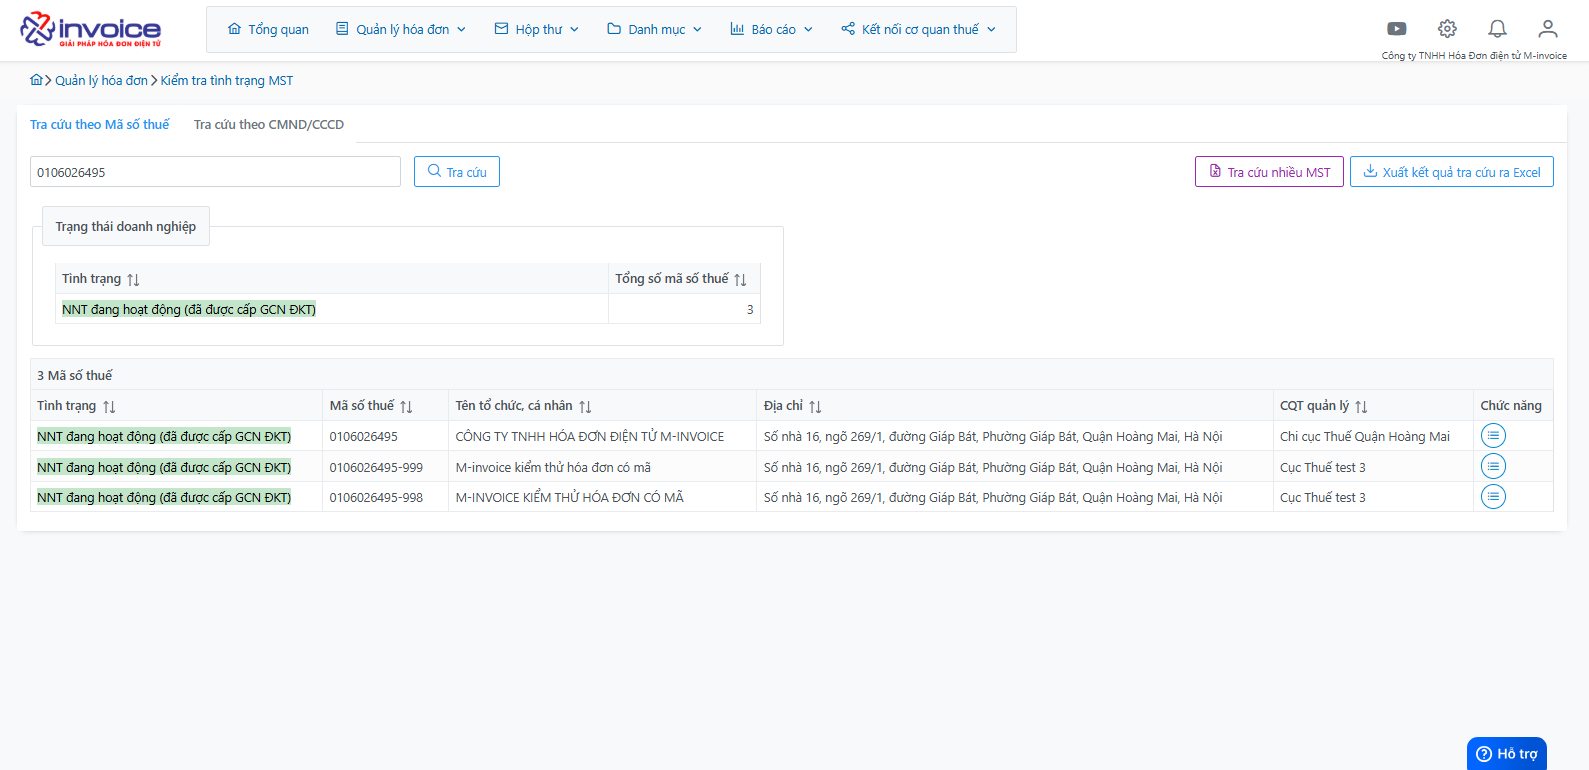 invoice
GIẢI PHÁP HÓA ĐƠN ĐIỆN TỬ
Tổng quan
Quản lý hóa đơn
Hộp thư
Danh mục
Báo cáo
Kết nối cơ quan thuế
Công ty TNHH Hóa Đơn điện tử M-invoice
Quản lý hóa đơn
Kiểm tra tình trạng MST
Tra cứu theo Mã số thuế
Tra cứu theo CMND/CCCD
0106026495
Tra cứu
Tra cứu nhiều MST
Xuất kết quả tra cứu ra Excel
Trạng thái doanh nghiệp
Tình trạng
Tổng số mã số thuế
NNT đang hoạt động (đã được cấp GCN ĐKT)
3
3 Mã số thuế
Tình trạng
Mã số thuế
Tên tổ chức, cá nhân
Địa chỉ
CQT quản lý
Chức năng
NNT đang hoạt động (đã được cấp GCN ĐKT)
0106026495
CÔNG TY TNHH HÓA ĐƠN ĐIỆN TỬ M-INVOICE
Số nhà 16, ngõ 269/1, đường Giáp Bát, Phường Giáp Bát, Quận Hoàng Mai, Hà Nội
Chi cục Thuế Quận Hoàng Mai
NNT đang hoạt động (đã được cấp GCN ĐKT)
0106026495-999
M-invoice kiểm thử hóa đơn có mã
Số nhà 16, ngõ 269/1, đường Giáp Bát, Phường Giáp Bát, Quận Hoàng Mai, Hà Nội
Cục Thuế test 3
NNT đang hoạt động (đã được cấp GCN ĐKT)
0106026495-998
M-INVOICE KIỂM THỬ HÓA ĐƠN CÓ MÃ
Số nhà 16, ngõ 269/1, đường Giáp Bát, Phường Giáp Bát, Quận Hoàng Mai, Hà Nội
Cục Thuế test 3
Hỗ trợ